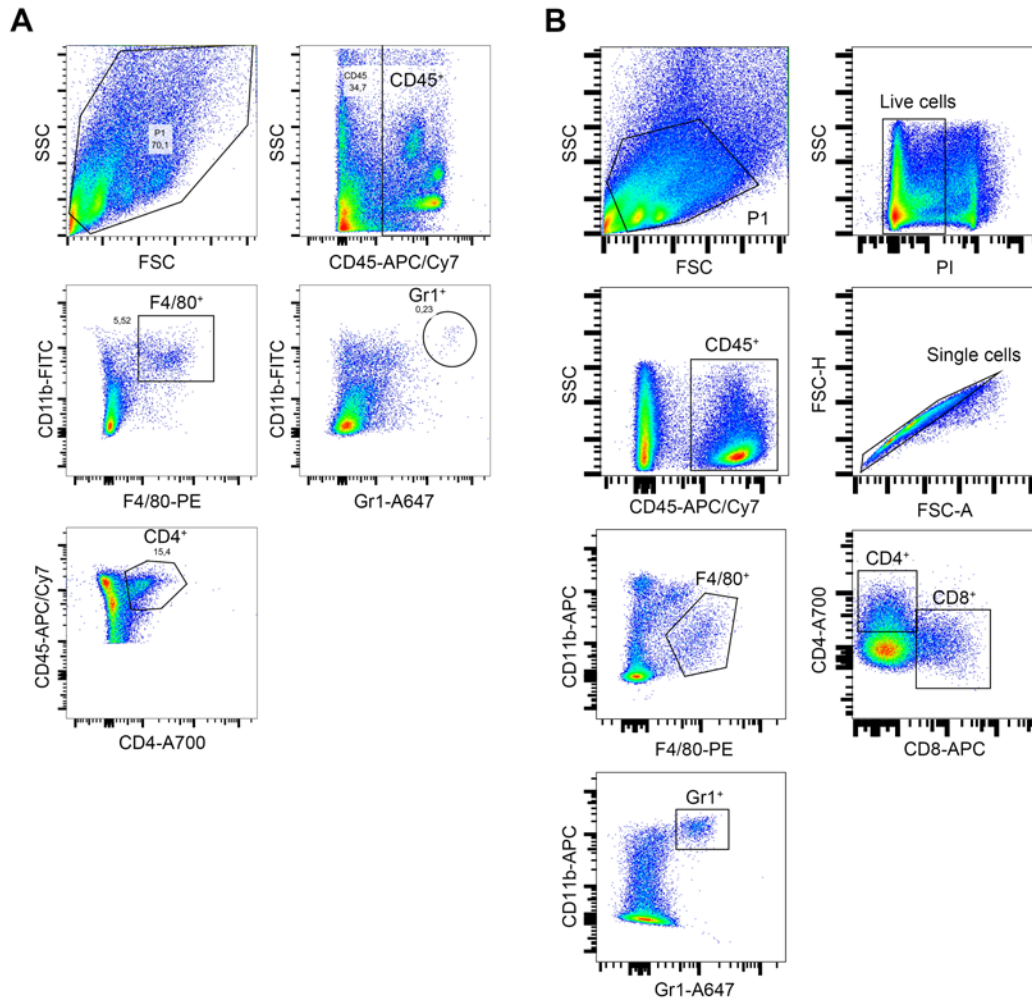 A
SSC
P1
70,1
FSC
SSC
CD45
34,7
CD45⁺
CD45-APC/Cy7
CD11b-FITC
5,52
F4/80⁺
F4/80-PE
CD11b-FITC
Gr1⁺
0,23
Gr1-A647
CD45-APC/Cy7
CD4⁺
15,4
CD4-A700
B
SSC
P1
FSC
SSC
Live cells
PI
SSC
CD45⁺
CD45-APC/Cy7
FSC-H
Single cells
FSC-A
CD11b-APC
F4/80⁺
F4/80-PE
CD4-A700
CD4⁺
CD8⁺
CD8-APC
CD11b-APC
Gr1⁺
Gr1-A647